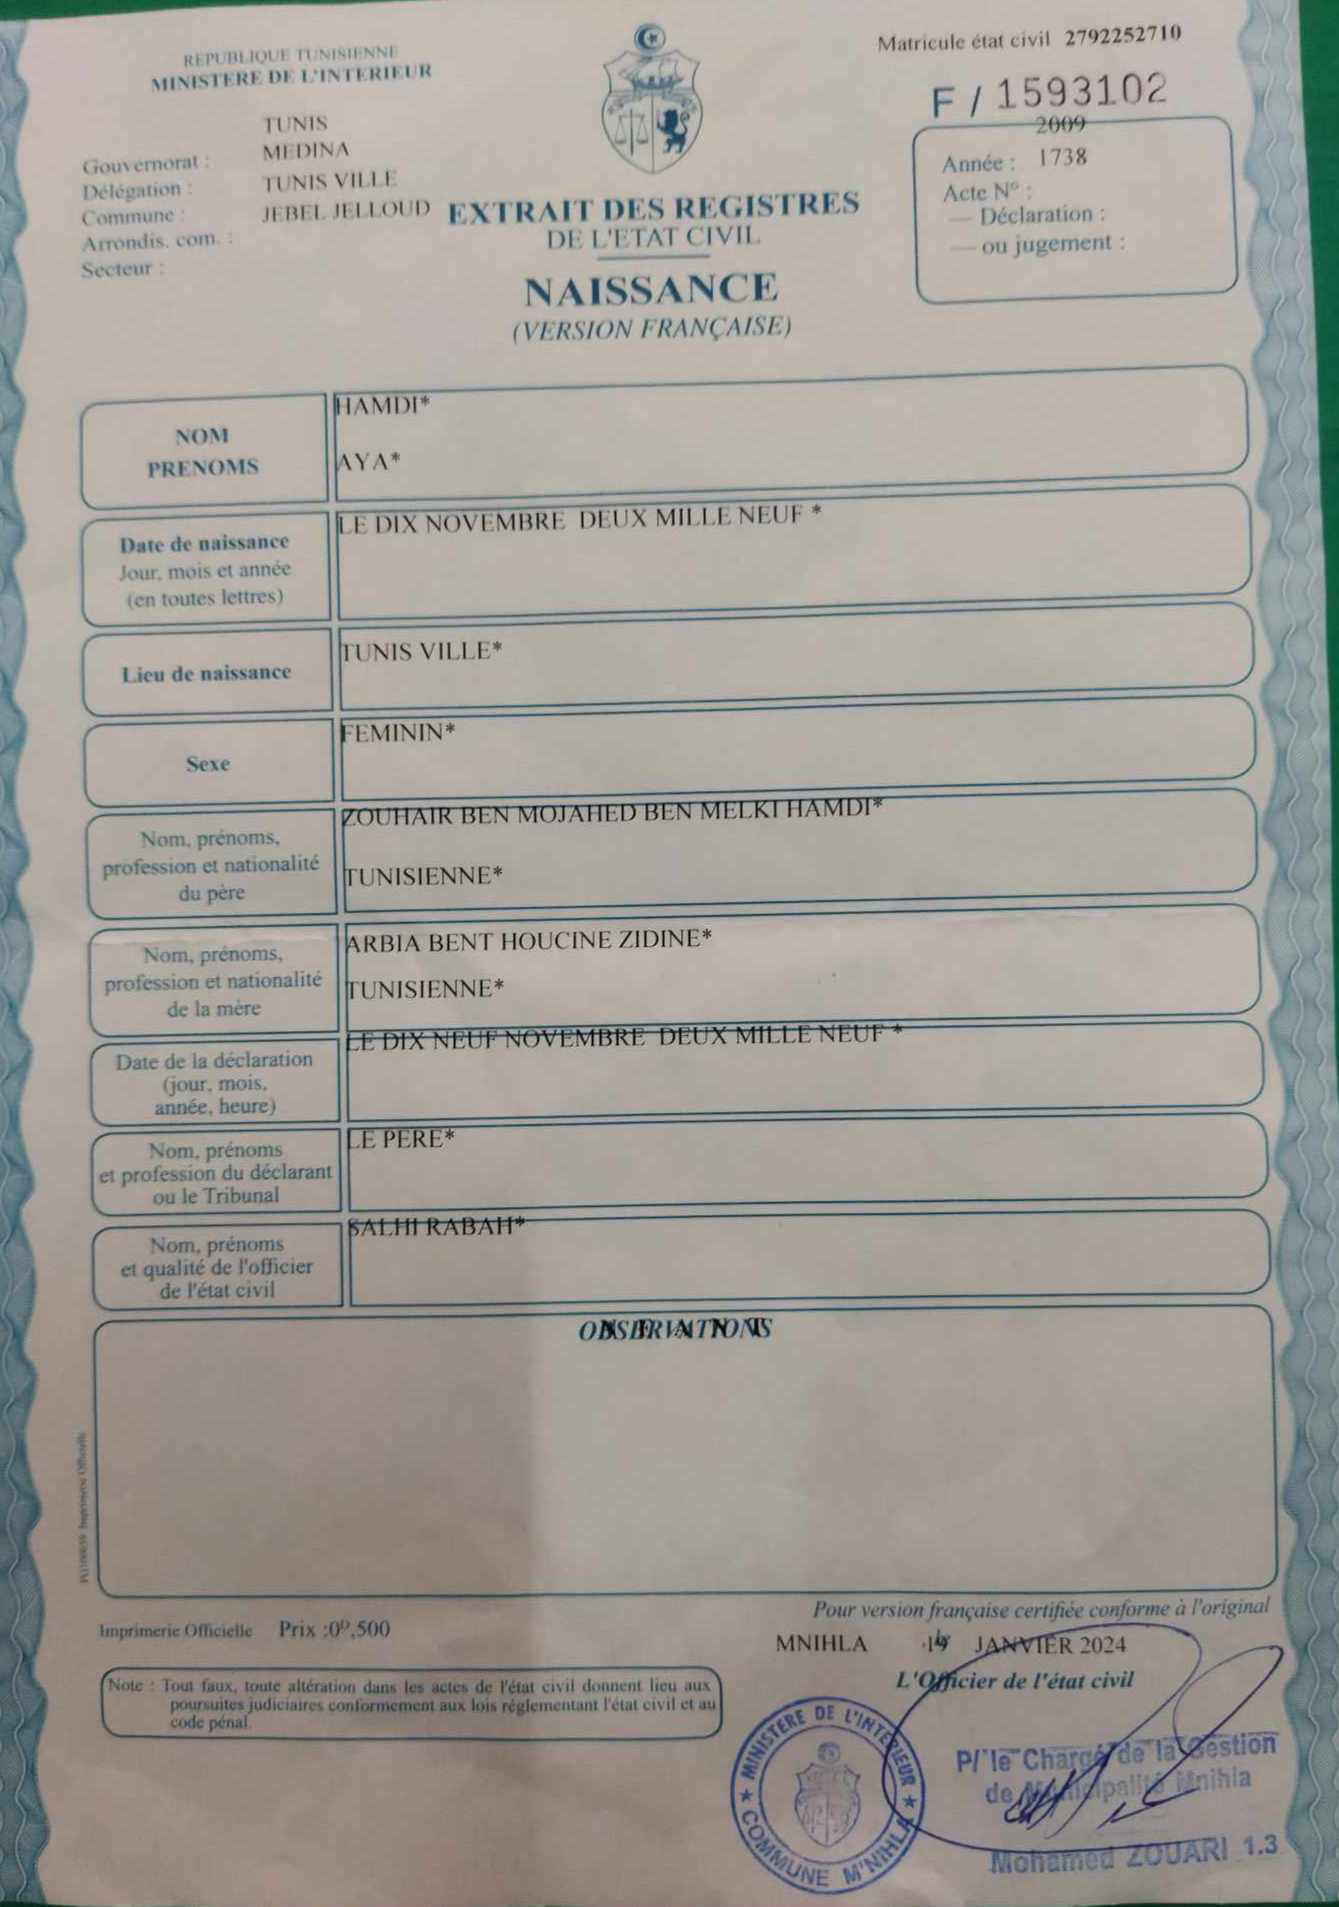 REPUBLIQUE TUNISIENNE
MINISTERE DE L'INTERIEUR
Matricule état civil 2792252710
F / 1593102
TUNIS
MEDINA
TUNIS VILLE
JEBEL JELLOUD
Gouvernorat :
Délégation :
Commune :
Arrondis. com. :
Secteur :
EXTRAIT DES REGISTRES
DE L'ETAT CIVIL
NAISSANCE
(VERSION FRANÇAISE)
2009
Année : 1738
Acte N° :
— Déclaration :
— ou jugement :
NOM
PRENOMS
HAMDI*
AYA*
Date de naissance
Jour, mois et année
(en toutes lettres)
LE DIX NOVEMBRE DEUX MILLE NEUF *
Lieu de naissance
TUNIS VILLE*
Sexe
FEMININ*
Nom, prénoms,
profession et nationalité
du père
ZOUHAIR BEN MOJAHED BEN MELKI HAMDI*
TUNISIENNE*
Nom, prénoms,
profession et nationalité
de la mère
ARBIA BENT HOUCINE ZIDINE*
TUNISIENNE*
Date de la déclaration
(jour, mois,
année, heure)
LE DIX NEUF NOVEMBRE DEUX MILLE NEUF *
Nom, prénoms
et profession du déclarant
ou le Tribunal
LE PERE*
Nom, prénoms
et qualité de l'officier
de l'état civil
SALHI RABAH*
OBSERVATIONS
N E A N T
Imprimerie Officielle
Prix :0ᴰ,500
Note : Tout faux, toute altération dans les actes de l'état civil donnent lieu aux
poursuites judiciaires conformement aux lois réglementant l'état civil et au
code pénal.
Pour version française certifiée conforme à l'original
MNIHLA JANVIER 2024
L'Officier de l'état civil
MINISTERE DE L'INTERIEUR
COMMUNE M'NIHLA
P/ le Chargé de la Gestion
de Municipalité Mnihla
Mohamed ZOUARI 1.3